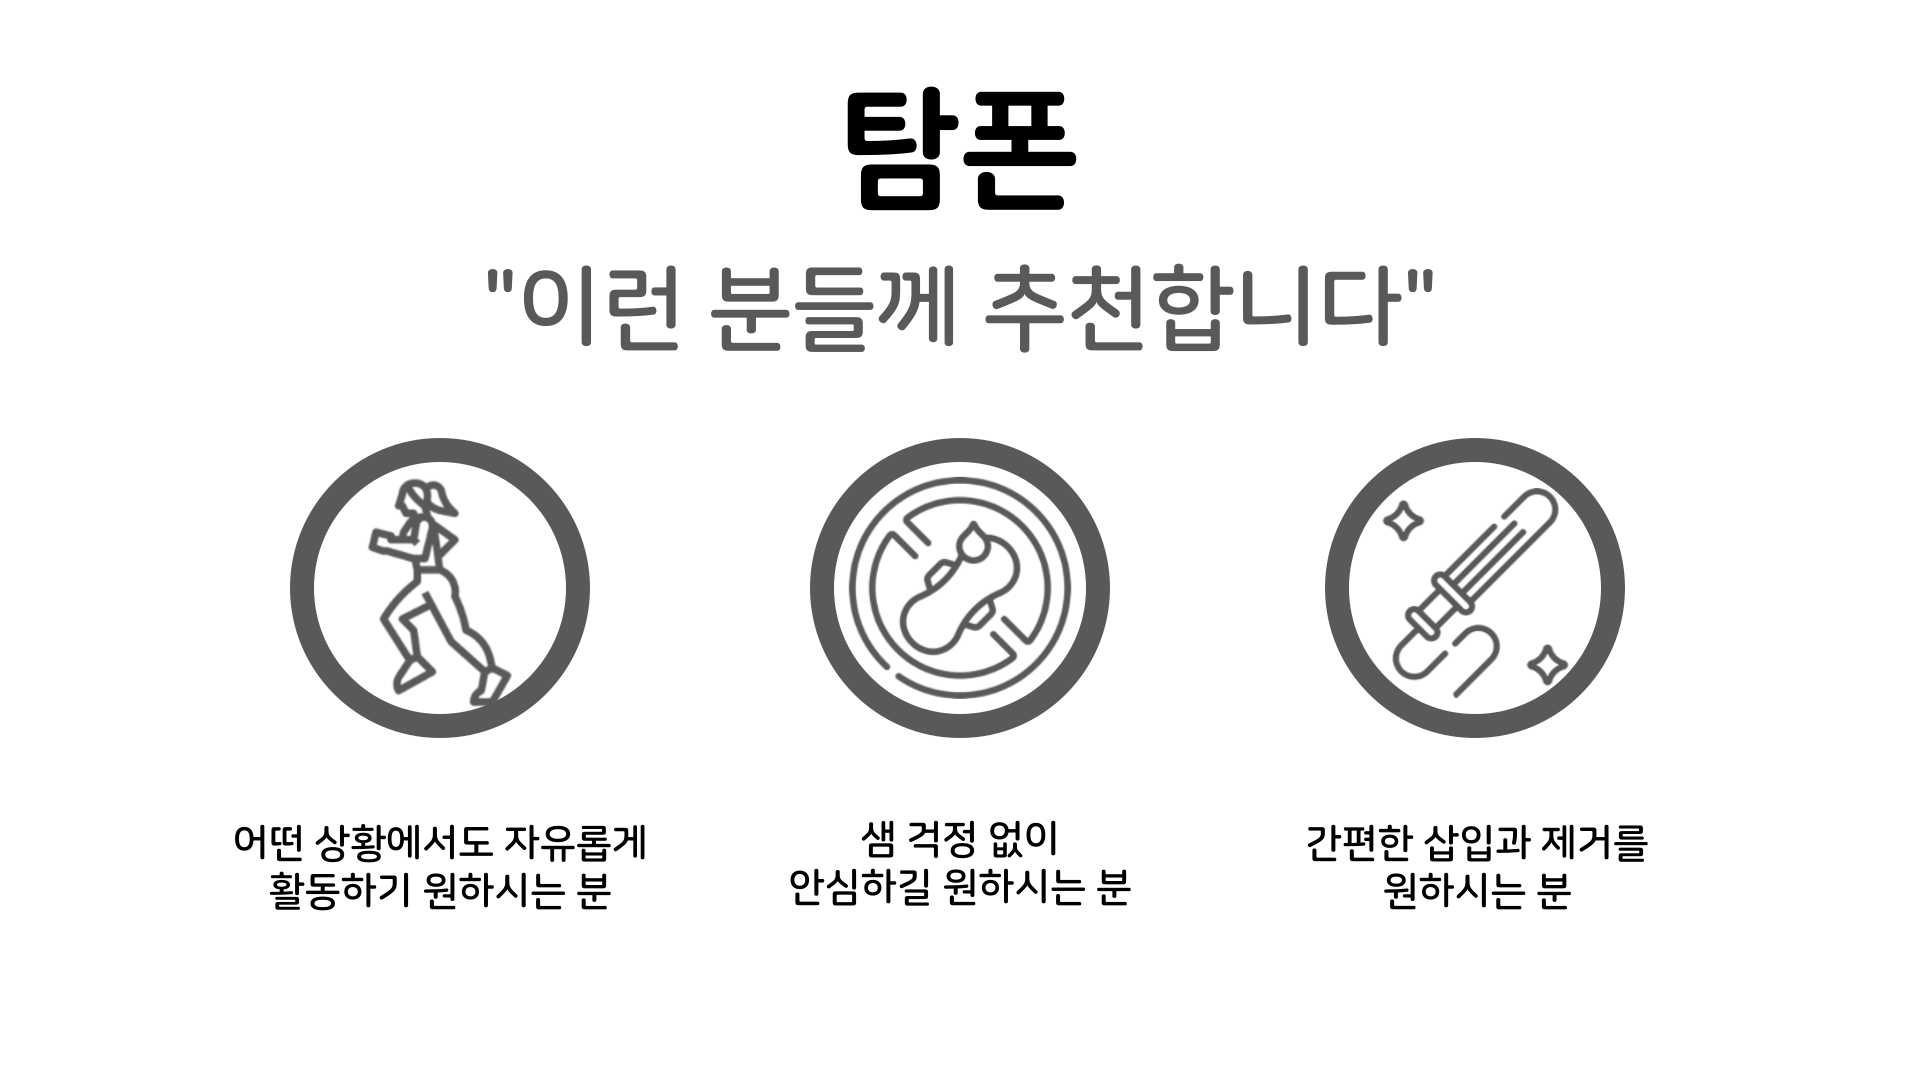 탐폰
"이런 분들께 추천합니다"
어떤 상황에서도 자유롭게
활동하기 원하시는 분
샘 걱정 없이
안심하길 원하시는 분
간편한 삽입과 제거를
원하시는 분